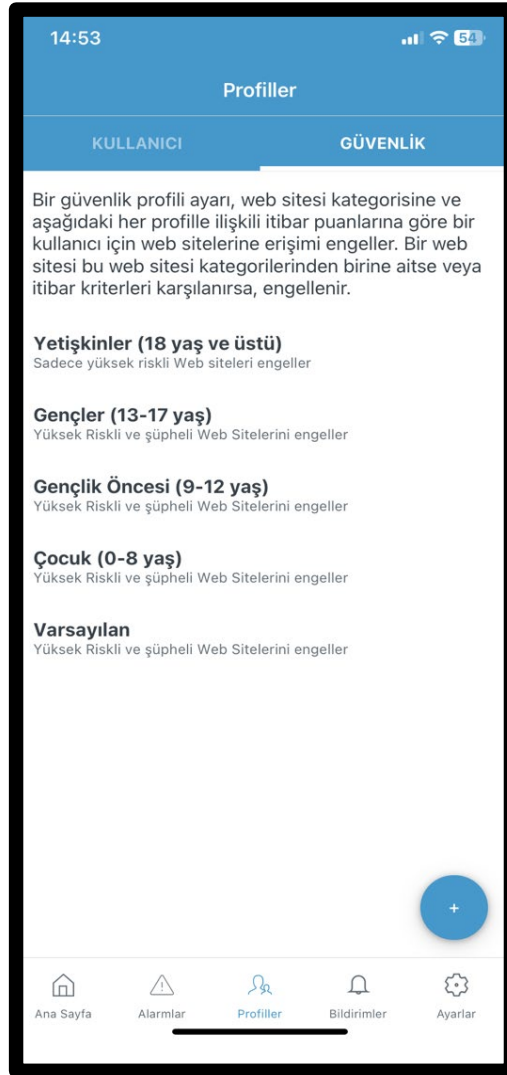 14:53
54
Profiller
KULLANICI
GÜVENLİK
Bir güvenlik profili ayarı, web sitesi kategorisine ve
aşağıdaki her profille ilişkili itibar puanlarına göre bir
kullanıcı için web sitelerine erişimi engeller. Bir web
sitesi bu web sitesi kategorilerinden birine aitse veya
itibar kriterleri karşılanırsa, engellenir.
Yetişkinler (18 yaş ve üstü)
Sadece yüksek riskli Web siteleri engeller
Gençler (13-17 yaş)
Yüksek Riskli ve şüpheli Web Sitelerini engeller
Gençlik Öncesi (9-12 yaş)
Yüksek Riskli ve şüpheli Web Sitelerini engeller
Çocuk (0-8 yaş)
Yüksek Riskli ve şüpheli Web Sitelerini engeller
Varsayılan
Yüksek Riskli ve şüpheli Web Sitelerini engeller
+
Ana Sayfa
Alarmlar
Profiller
Bildirimler
Ayarlar